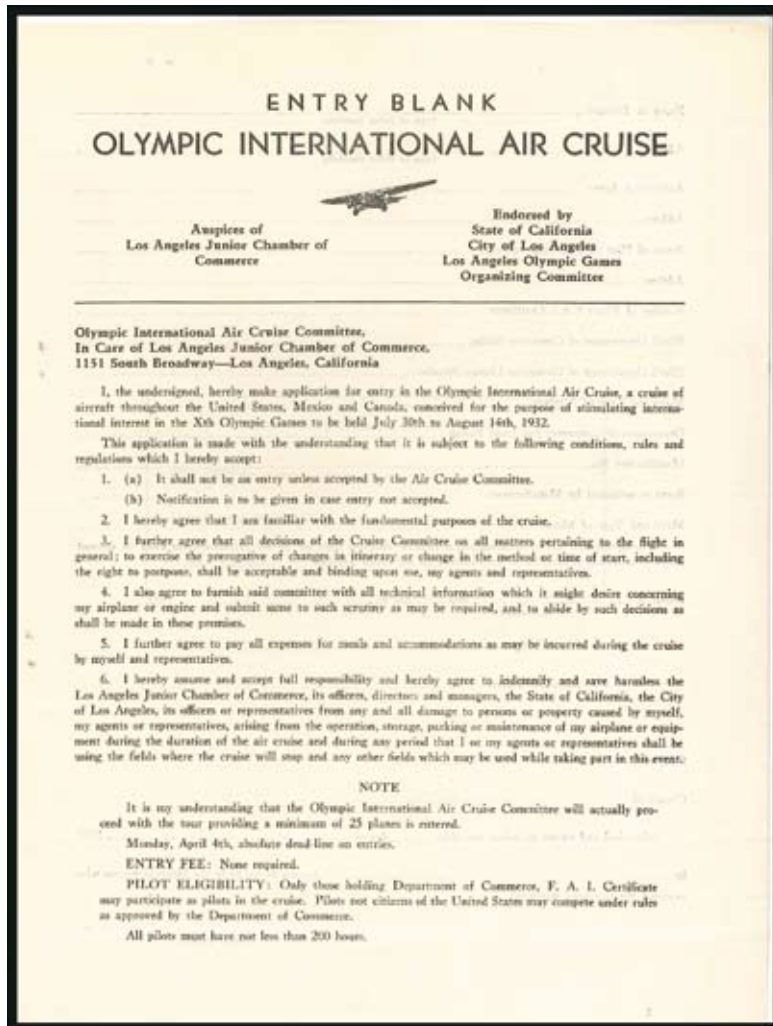 ENTRY BLANK
OLYMPIC INTERNATIONAL AIR CRUISE
Auspices of
Los Angeles Junior Chamber of
Commerce
Endorsed by
State of California
City of Los Angeles
Los Angeles Olympic Games
Organizing Committee
Olympic International Air Cruise Committee,
In Care of Los Angeles Junior Chamber of Commerce,
1151 South Broadway—Los Angeles, California
I, the undersigned, hereby make application for entry in the Olympic International Air Cruise, a cruise of
aircraft throughout the United States, Mexico and Canada, conceived for the purpose of stimulating interna-
tional interest in the Xth Olympic Games to be held July 30th to August 14th, 1932.
This application is made with the understanding that it is subject to the following conditions, rules and
regulations which I hereby accept:
1. (a) It shall not be an entry unless accepted by the Air Cruise Committee.
(b) Notification is to be given in case entry not accepted.
2. I hereby agree that I am familiar with the fundamental purposes of the cruise.
3. I further agree that all decisions of the Cruise Committee on all matters pertaining to the flight in
general; to exercise the prerogative of changes in itinerary or change in the method or time of start, including
the right to postpone, shall be acceptable and binding upon me, my agents and representatives.
4. I also agree to furnish said committee with all technical information which it might desire concerning
my airplane or engine and submit same to such scrutiny as may be required, and to abide by such decisions as
shall be made in these premises.
5. I further agree to pay all expenses for meals and accommodations as may be incurred during the cruise
by myself and representatives.
6. I hereby assume and accept full responsibility and hereby agree to indemnify and save harmless the
Los Angeles Junior Chamber of Commerce, its officers, directors and managers, the State of California, the City
of Los Angeles, its officers or representatives from any and all damage to persons or property caused by myself,
my agents or representatives, arising from the operation, storage, parking or maintenance of my airplane or equip-
ment during the duration of the air cruise and during any period that I or my agents or representatives shall be
using the fields where the cruise will stop and any other fields which may be used while taking part in this event.
NOTE
It is my understanding that the Olympic International Air Cruise Committee will actually pro-
ceed with the tour providing a minimum of 25 planes is entered.
Monday, April 4th, absolute dead-line on entries.
ENTRY FEE: None required.
PILOT ELIGIBILITY: Only those holding Department of Commerce, F. A. I. Certificate
may participate as pilots in the cruise. Pilots not citizens of the United States may compete under rules
as approved by the Department of Commerce.
All pilots must have not less than 200 hours.